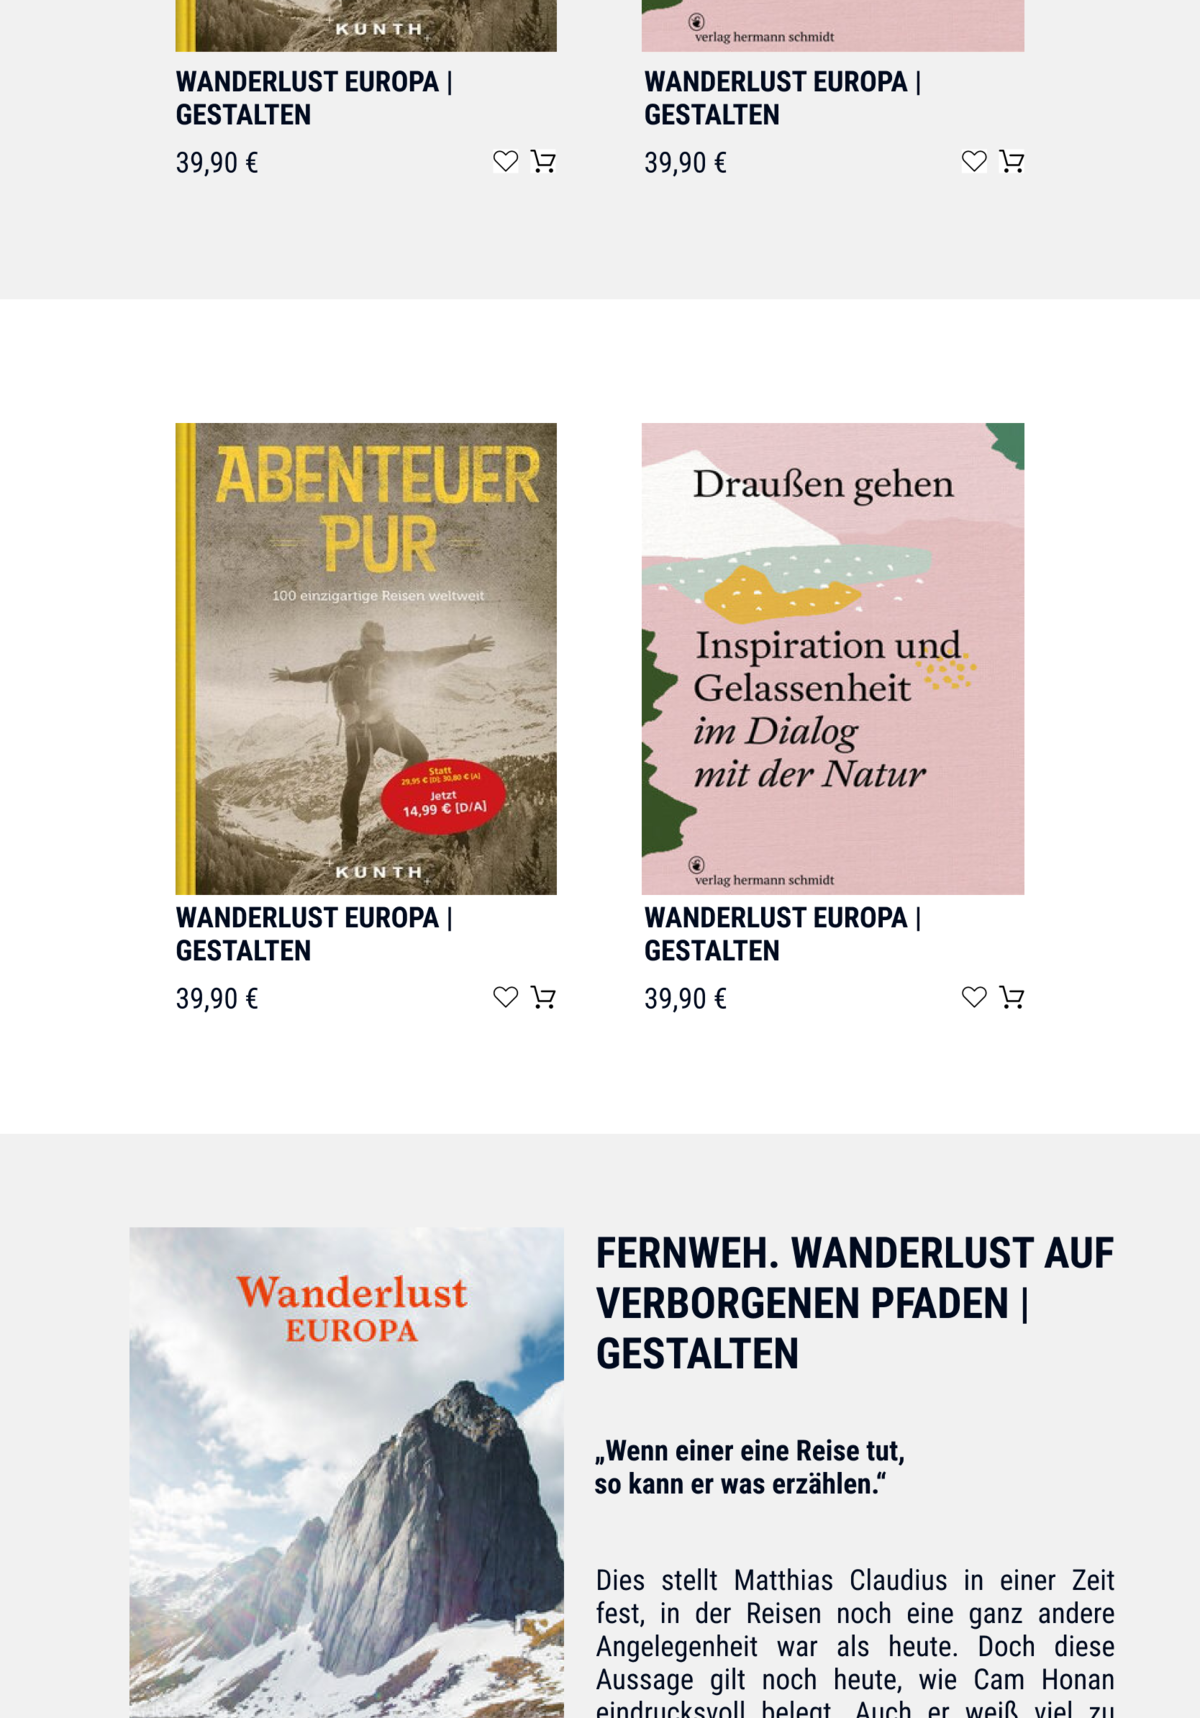 KUNTH
verlag hermann schmidt
WANDERLUST EUROPA |
GESTALTEN
39,90 €
WANDERLUST EUROPA |
GESTALTEN
39,90 €
ABENTEUER
PUR
100 einzigartige Reisen weltweit
Statt
29,95 € [D]; 30,80 € [A]
Jetzt
14,99 € [D/A]
KUNTH
Draußen gehen
Inspiration und
Gelassenheit
im Dialog
mit der Natur
verlag hermann schmidt
WANDERLUST EUROPA |
GESTALTEN
39,90 €
WANDERLUST EUROPA |
GESTALTEN
39,90 €
Wanderlust
EUROPA
FERNWEH. WANDERLUST AUF
VERBORGENEN PFADEN |
GESTALTEN
„Wenn einer eine Reise tut,
so kann er was erzählen.“
Dies stellt Matthias Claudius in einer Zeit
fest, in der Reisen noch eine ganz andere
Angelegenheit war als heute. Doch diese
Aussage gilt noch heute, wie Cam Honan
eindrucksvoll belegt. Auch er weiß viel zu